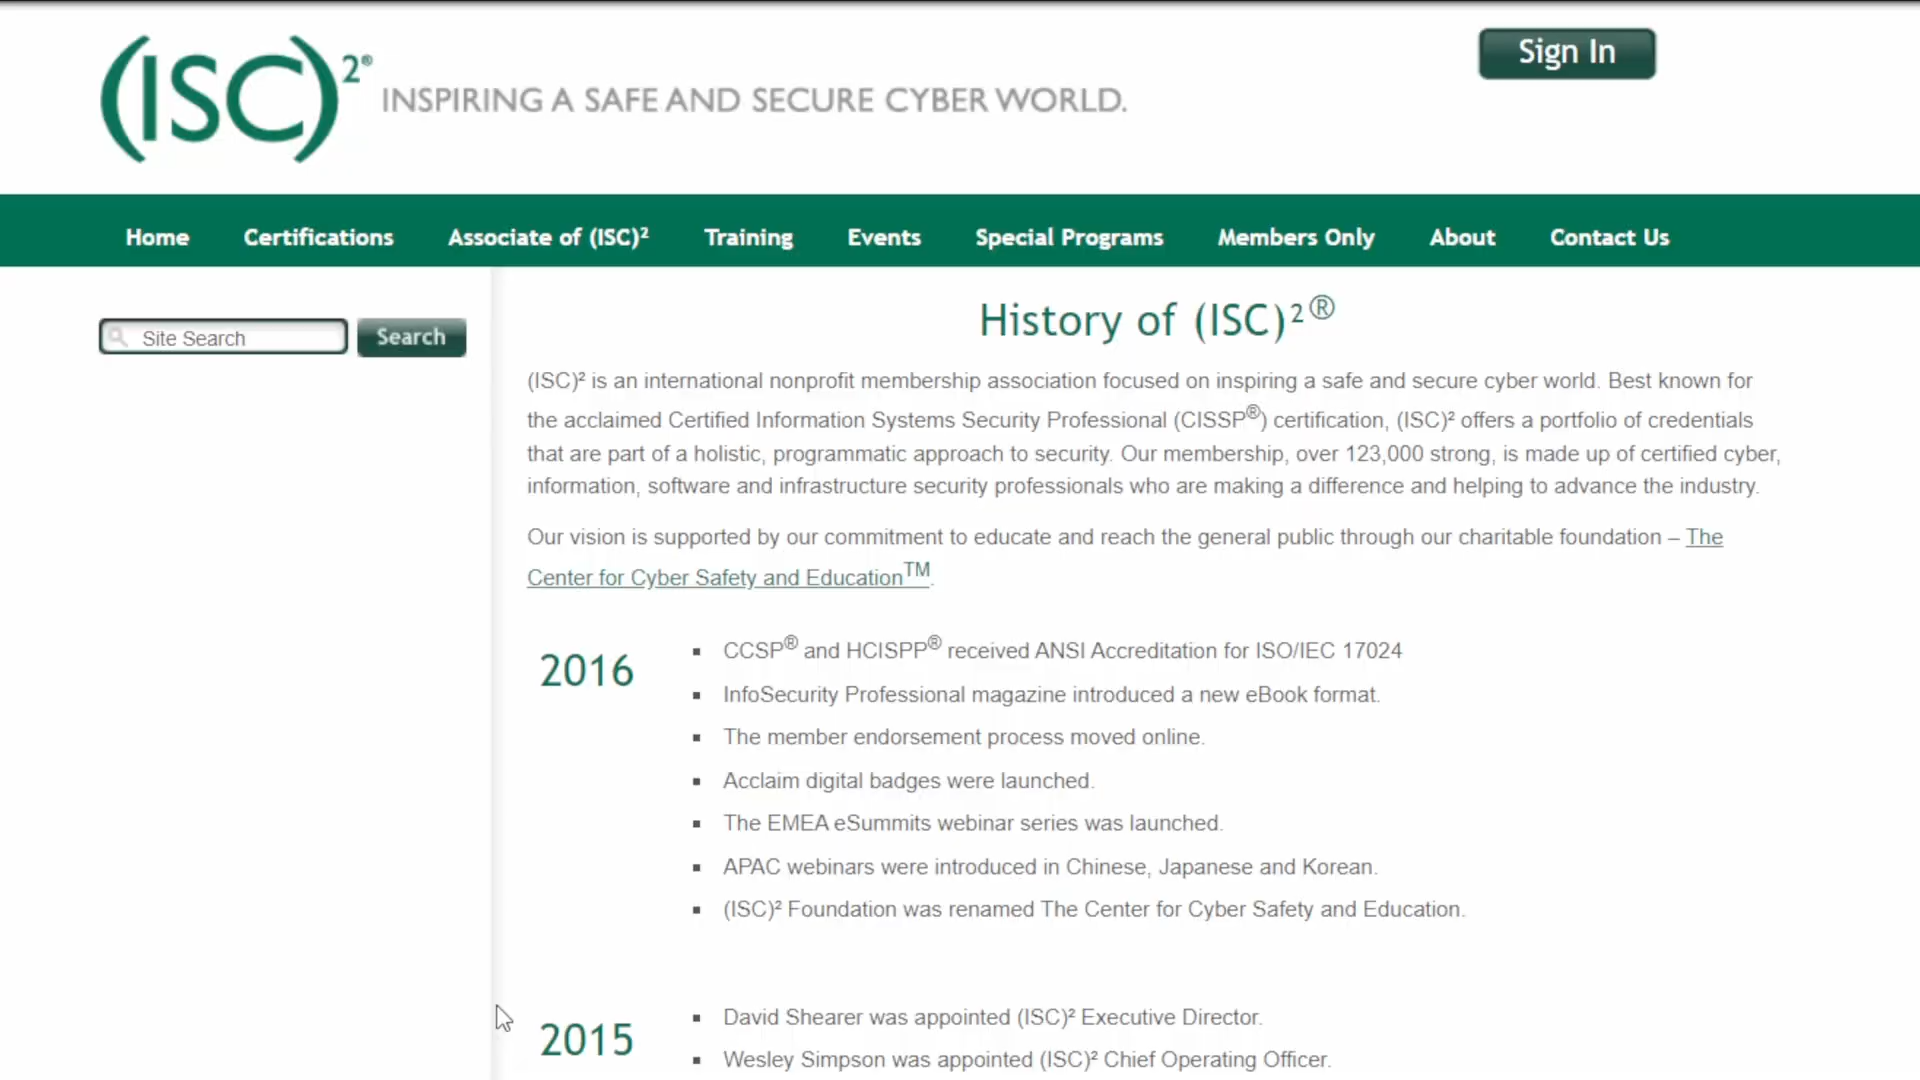 (ISC)²® INSPIRING A SAFE AND SECURE CYBER WORLD.
Sign In
Home Certifications Associate of (ISC)² Training Events Special Programs Members Only About Contact Us
Site Search Search
History of (ISC)²®
(ISC)² is an international nonprofit membership association focused on inspiring a safe and secure cyber world. Best known for
the acclaimed Certified Information Systems Security Professional (CISSP®) certification, (ISC)² offers a portfolio of credentials
that are part of a holistic, programmatic approach to security. Our membership, over 123,000 strong, is made up of certified cyber,
information, software and infrastructure security professionals who are making a difference and helping to advance the industry.
Our vision is supported by our commitment to educate and reach the general public through our charitable foundation – The
Center for Cyber Safety and Education™.
2016
CCSP® and HCISPP® received ANSI Accreditation for ISO/IEC 17024
InfoSecurity Professional magazine introduced a new eBook format.
The member endorsement process moved online.
Acclaim digital badges were launched.
The EMEA eSummits webinar series was launched.
APAC webinars were introduced in Chinese, Japanese and Korean.
(ISC)² Foundation was renamed The Center for Cyber Safety and Education.
2015
David Shearer was appointed (ISC)² Executive Director.
Wesley Simpson was appointed (ISC)² Chief Operating Officer.